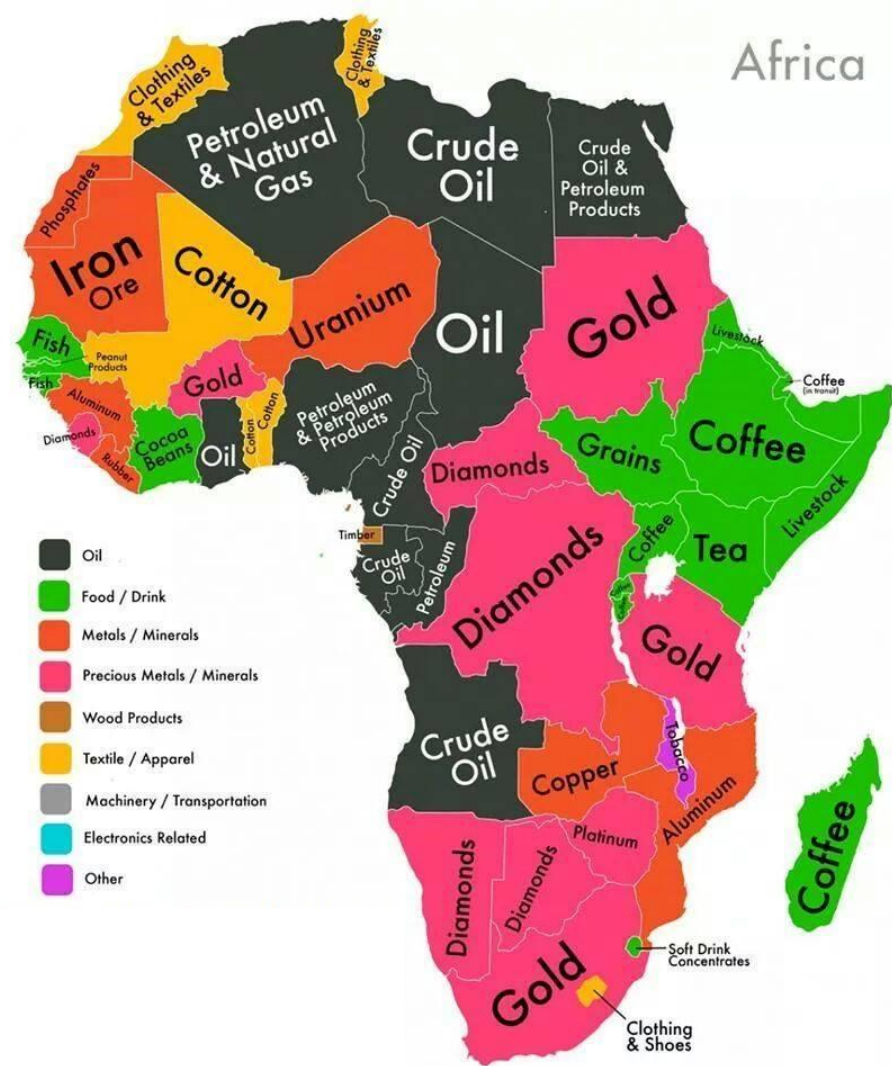 Africa
Clothing
& Textiles
Clothing
& Textiles
Petroleum
& Natural
Gas
Crude
Oil
Crude
Oil &
Petroleum
Products
Phosphates
Iron
Ore
Cotton
Uranium
Oil
Gold
Fish
Peanut
Products
Fish
Gold
Livestock
Coffee
(in transit)
Aluminum
Diamonds
Rubber
Cocoa
Beans
Oil
Cotton
Cotton
Petroleum
& Petroleum
Products
Crude Oil
Diamonds
Grains
Coffee
Livestock
Timber
Crude
Oil
Petroleum
Diamonds
Coffee
Tea
Coffee
Gold
Crude
Oil
Copper
Tobacco
Aluminum
Diamonds
Diamonds
Platinum
Coffee
Gold
Soft Drink
Concentrates
Clothing
& Shoes
Oil
Food / Drink
Metals / Minerals
Precious Metals / Minerals
Wood Products
Textile / Apparel
Machinery / Transportation
Electronics Related
Other